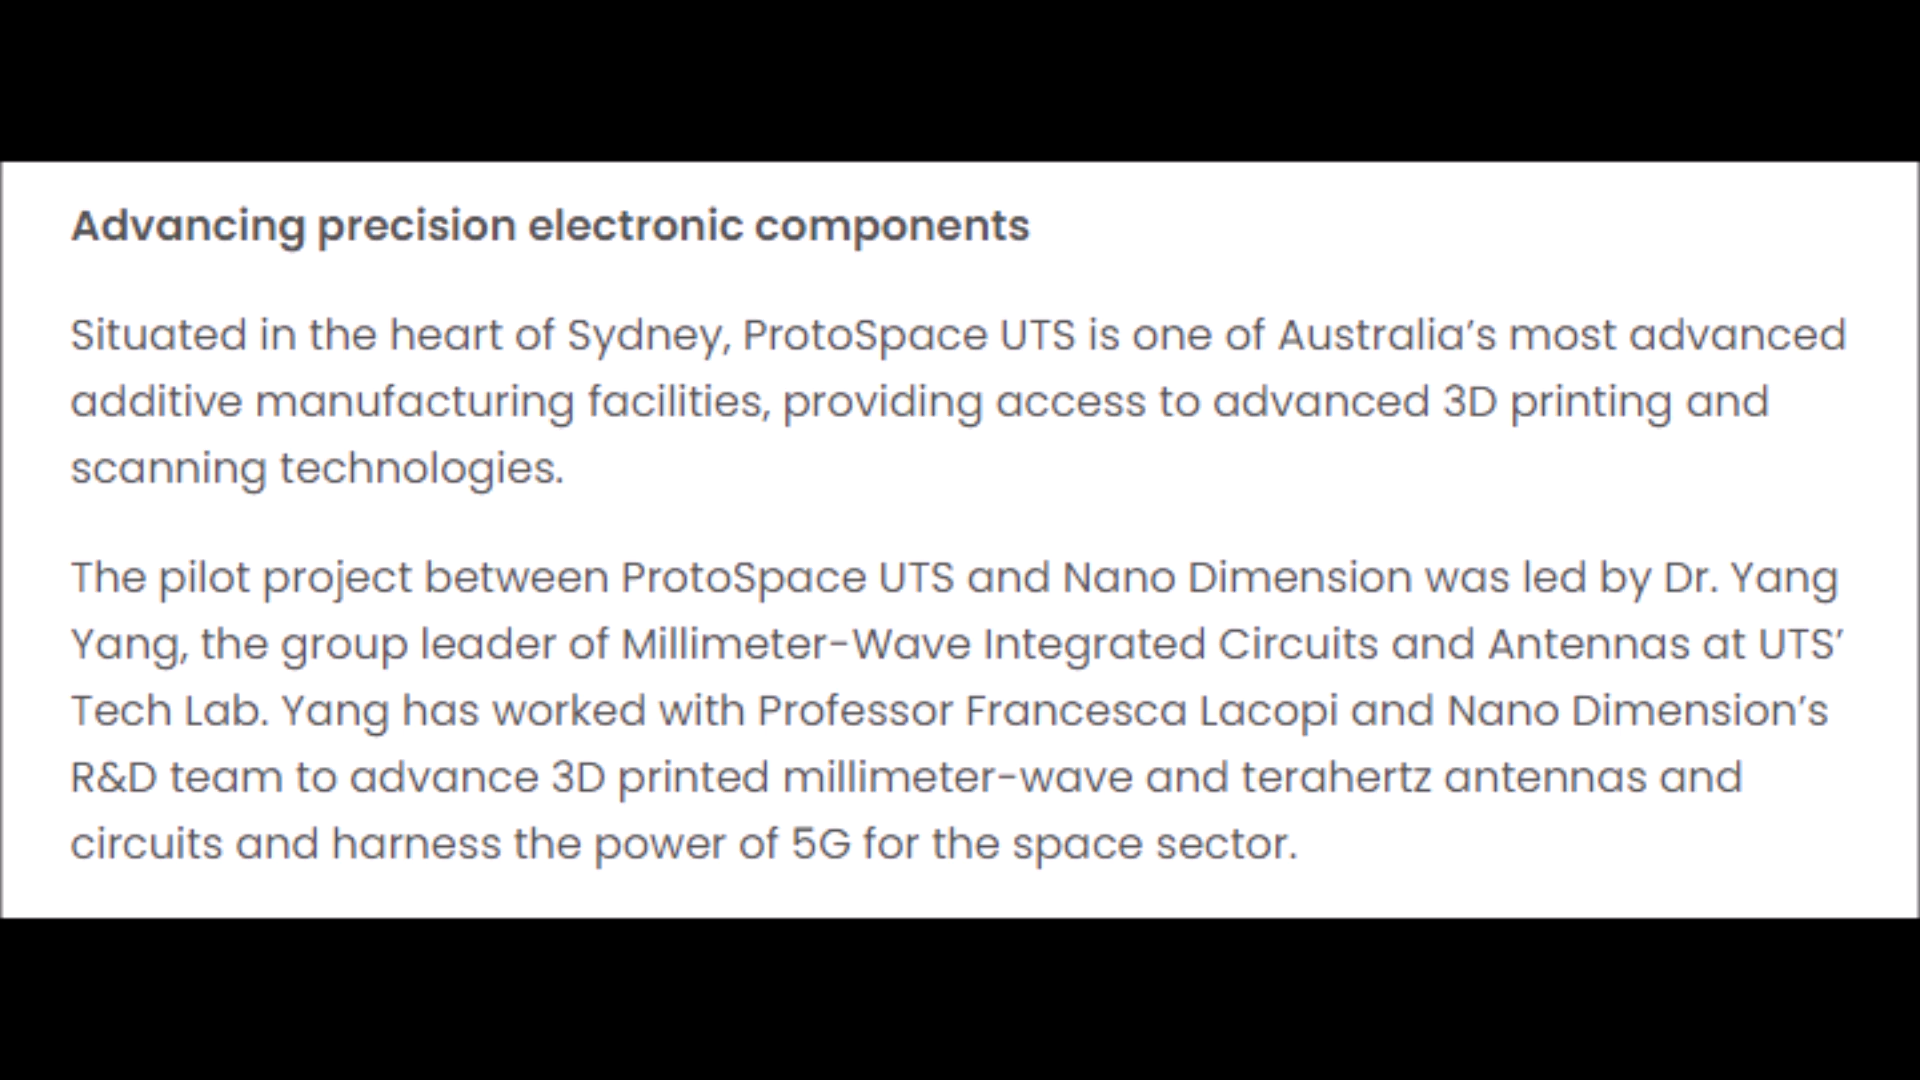 Advancing precision electronic components
Situated in the heart of Sydney, ProtoSpace UTS is one of Australia’s most advanced
additive manufacturing facilities, providing access to advanced 3D printing and
scanning technologies.
The pilot project between ProtoSpace UTS and Nano Dimension was led by Dr. Yang
Yang, the group leader of Millimeter-Wave Integrated Circuits and Antennas at UTS’
Tech Lab. Yang has worked with Professor Francesca Lacopi and Nano Dimension’s
R&D team to advance 3D printed millimeter-wave and terahertz antennas and
circuits and harness the power of 5G for the space sector.